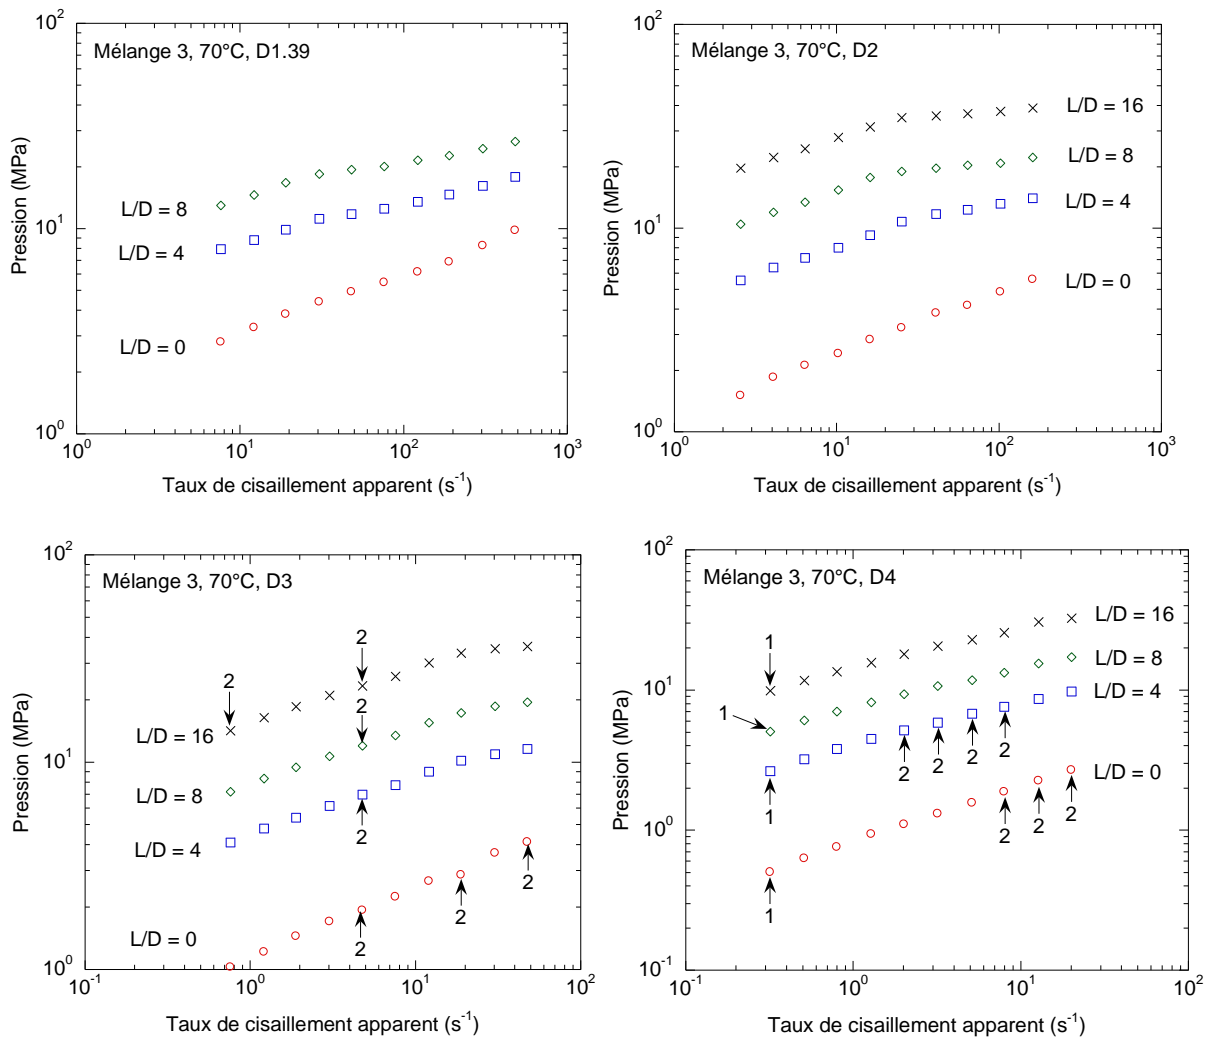 10²
Mélange 3, 70°C, D1.39
Pression (MPa)
L/D = 8
10¹
L/D = 4
L/D = 0
10⁰
10⁰ 10¹ 10² 10³
Taux de cisaillement apparent (s⁻¹)
10²
Mélange 3, 70°C, D2
Pression (MPa)
L/D = 16
L/D = 8
L/D = 4
10¹
L/D = 0
10⁰
10⁰ 10¹ 10² 10³
Taux de cisaillement apparent (s⁻¹)
10²
Mélange 3, 70°C, D3
Pression (MPa)
2
2
2
L/D = 16
10¹
L/D = 8
L/D = 4
2
L/D = 0
2
2
2
10⁰
10⁻¹ 10⁰ 10¹ 10²
Taux de cisaillement apparent (s⁻¹)
10²
Mélange 3, 70°C, D4
Pression (MPa)
L/D = 16
1
L/D = 8
10¹
L/D = 4
1
2 2 2 2
1
L/D = 0
10⁰
2 2 2
1
10⁻¹
10⁻¹ 10⁰ 10¹ 10²
Taux de cisaillement apparent (s⁻¹)